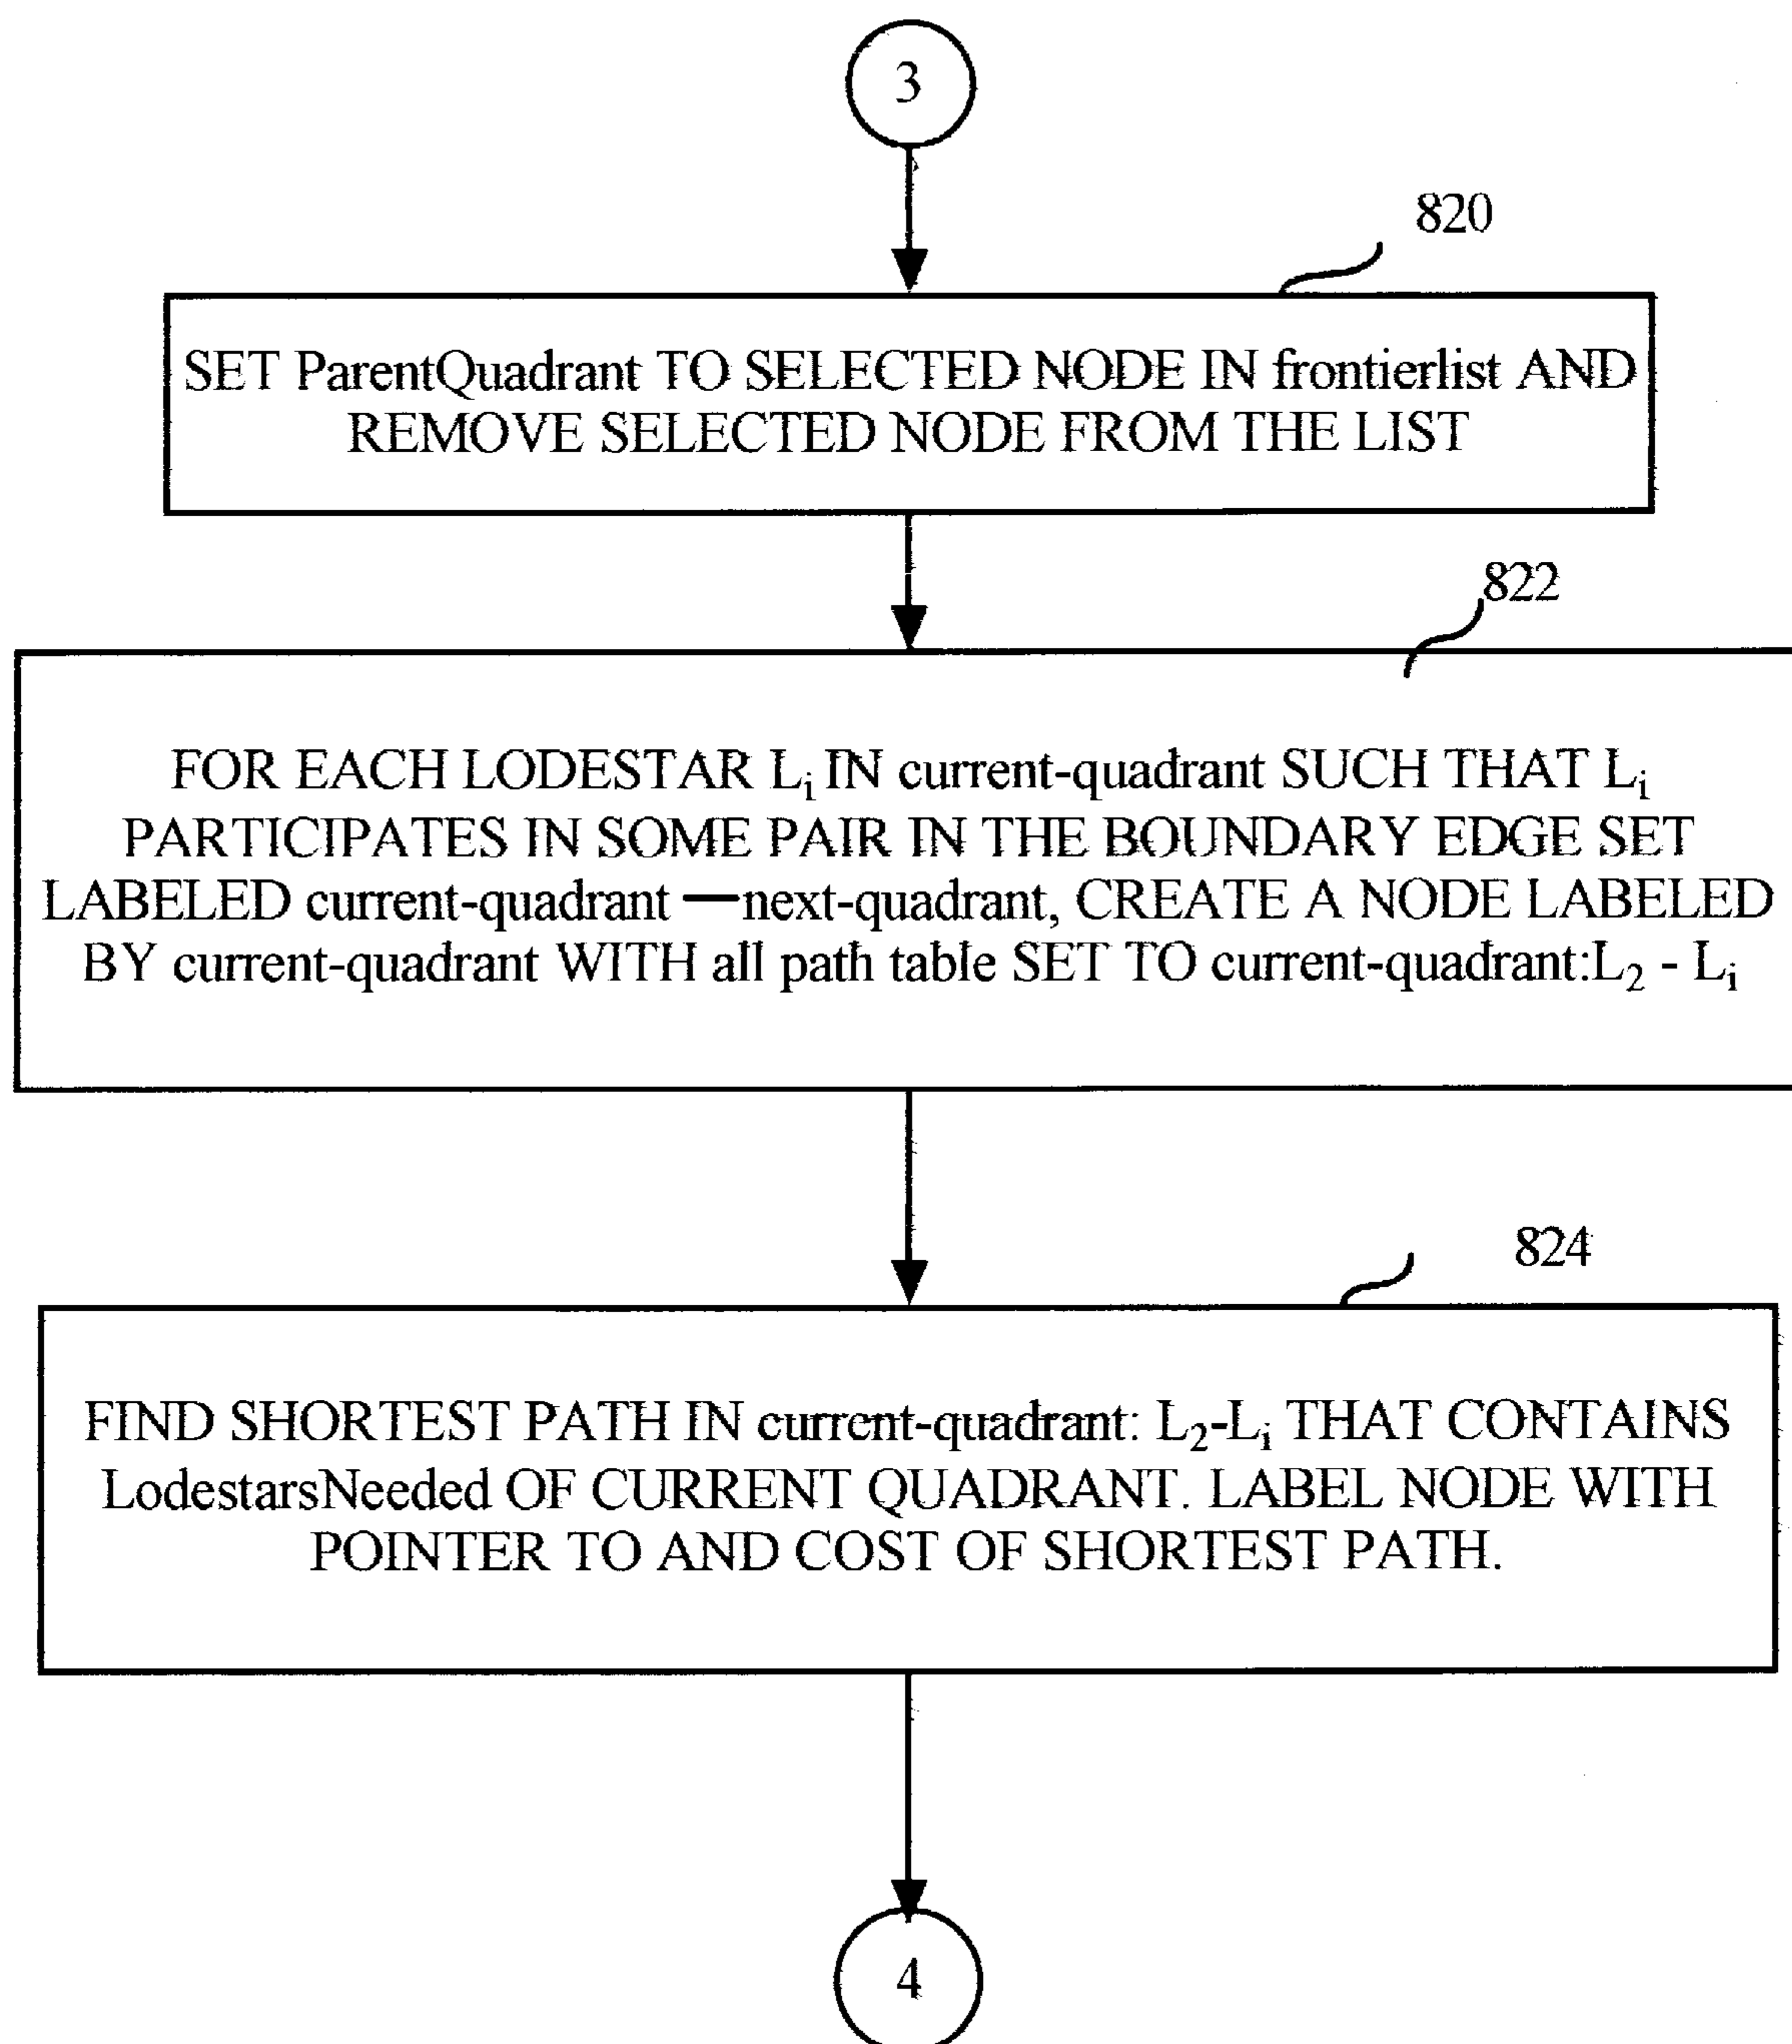 3
820
SET ParentQuadrant TO SELECTED NODE IN frontierlist AND
REMOVE SELECTED NODE FROM THE LIST
822
FOR EACH LODESTAR Lᵢ IN current-quadrant SUCH THAT Lᵢ
PARTICIPATES IN SOME PAIR IN THE BOUNDARY EDGE SET
LABELED current-quadrant —next-quadrant, CREATE A NODE LABELED
BY current-quadrant WITH all path table SET TO current-quadrant:L₂ - Lᵢ
824
FIND SHORTEST PATH IN current-quadrant: L₂-Lᵢ THAT CONTAINS
LodestarsNeeded OF CURRENT QUADRANT. LABEL NODE WITH
POINTER TO AND COST OF SHORTEST PATH.
4